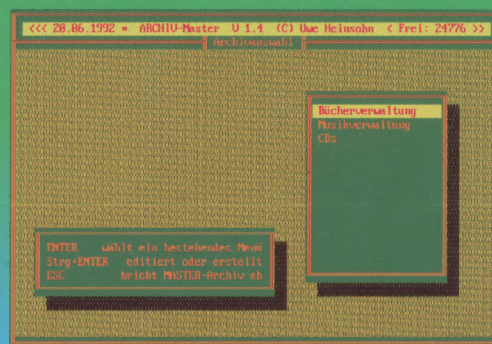 <<< 20.06.1992 * ARCHIV-Master V 1.4 (C) Uwe Heinsohn < Frei: 24776 >>
Archivauswahl
Bücherverwaltung
Musikverwaltung
CDs
ENTER wählt ein bestehendes Menü
Strg+ENTER editiert oder erstellt
ESC bricht MASTER-Archiv ab